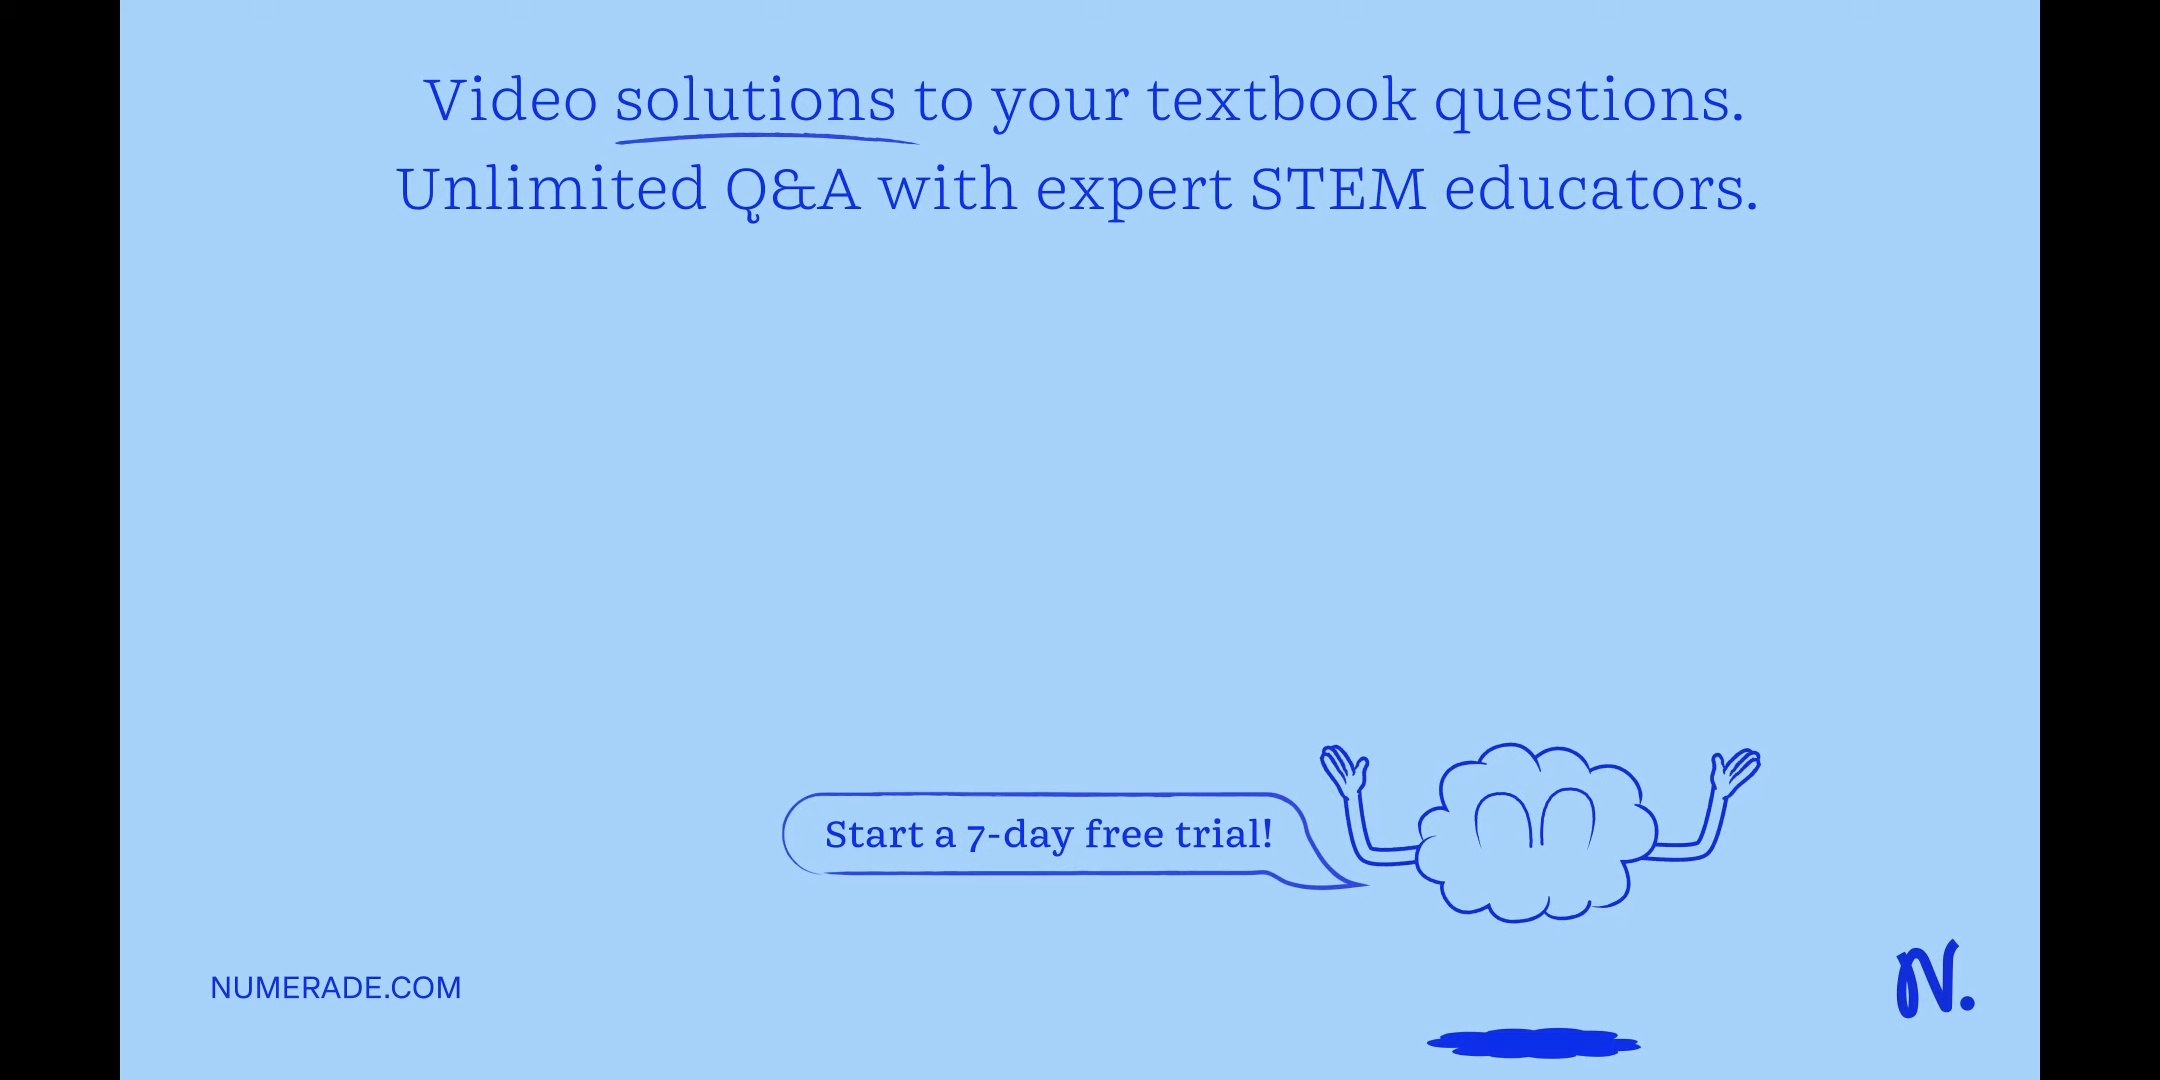 Video solutions to your textbook questions.
Unlimited Q&A with expert STEM educators.
Start a 7-day free trial!
NUMERADE.COM
N.